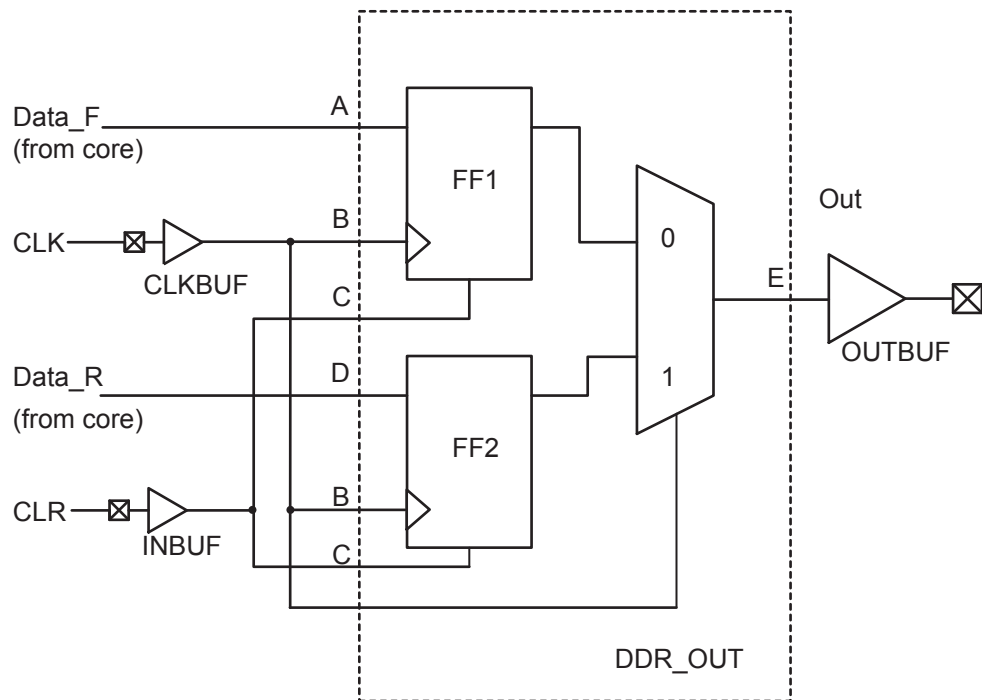 Data_F
(from core)
A
FF1
CLK
CLKBUF
B
C
0
1
Out
E
OUTBUF
Data_R
(from core)
D
FF2
CLR
INBUF
B
C
DDR_OUT